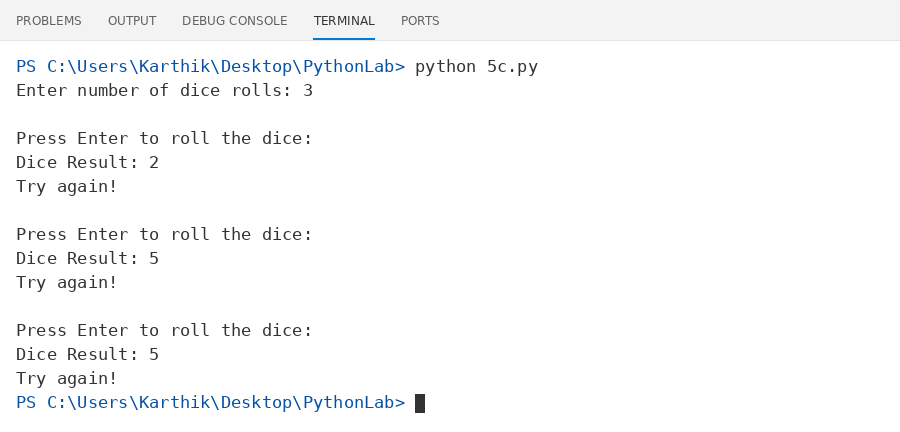 PROBLEMS OUTPUT DEBUG CONSOLE TERMINAL PORTS
PS C:\Users\Karthik\Desktop\PythonLab> python 5c.py
Enter number of dice rolls: 3
Press Enter to roll the dice:
Dice Result: 2
Try again!
Press Enter to roll the dice:
Dice Result: 5
Try again!
Press Enter to roll the dice:
Dice Result: 5
Try again!
PS C:\Users\Karthik\Desktop\PythonLab>